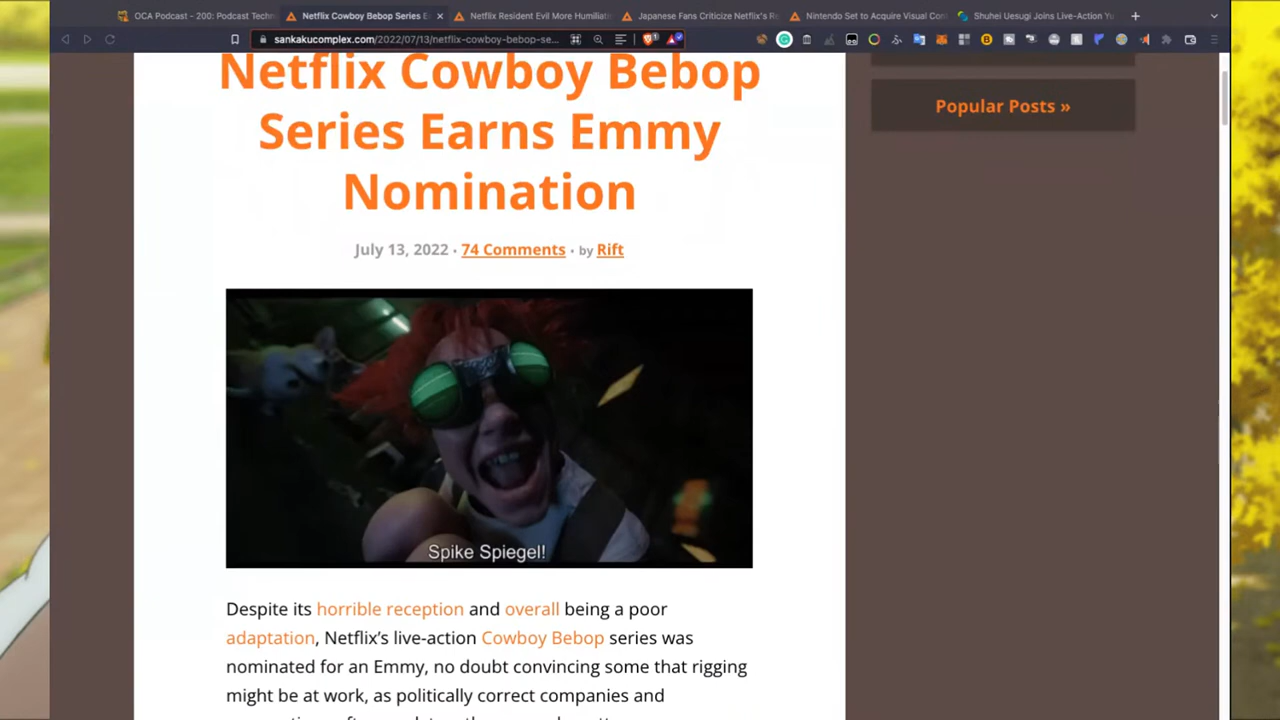 OCA Podcast - 200: Podcast Techn
Netflix Cowboy Bebop Series E
Netflix Resident Evil More Humiliat
Japanese Fans Criticize Netflix's R
Nintendo Set to Acquire Visual Con
Shuhei Uesugi Joins Live-Action Yu
sankakucomplex.com/2022/07/13/netflix-cowboy-bebop-se...
Netflix Cowboy Bebop
Series Earns Emmy
Nomination
July 13, 2022 · 74 Comments · by Rift
Popular Posts »
Spike Spiegel!
Despite its horrible reception and overall being a poor
adaptation, Netflix's live-action Cowboy Bebop series was
nominated for an Emmy, no doubt convincing some that rigging
might be at work, as politically correct companies and